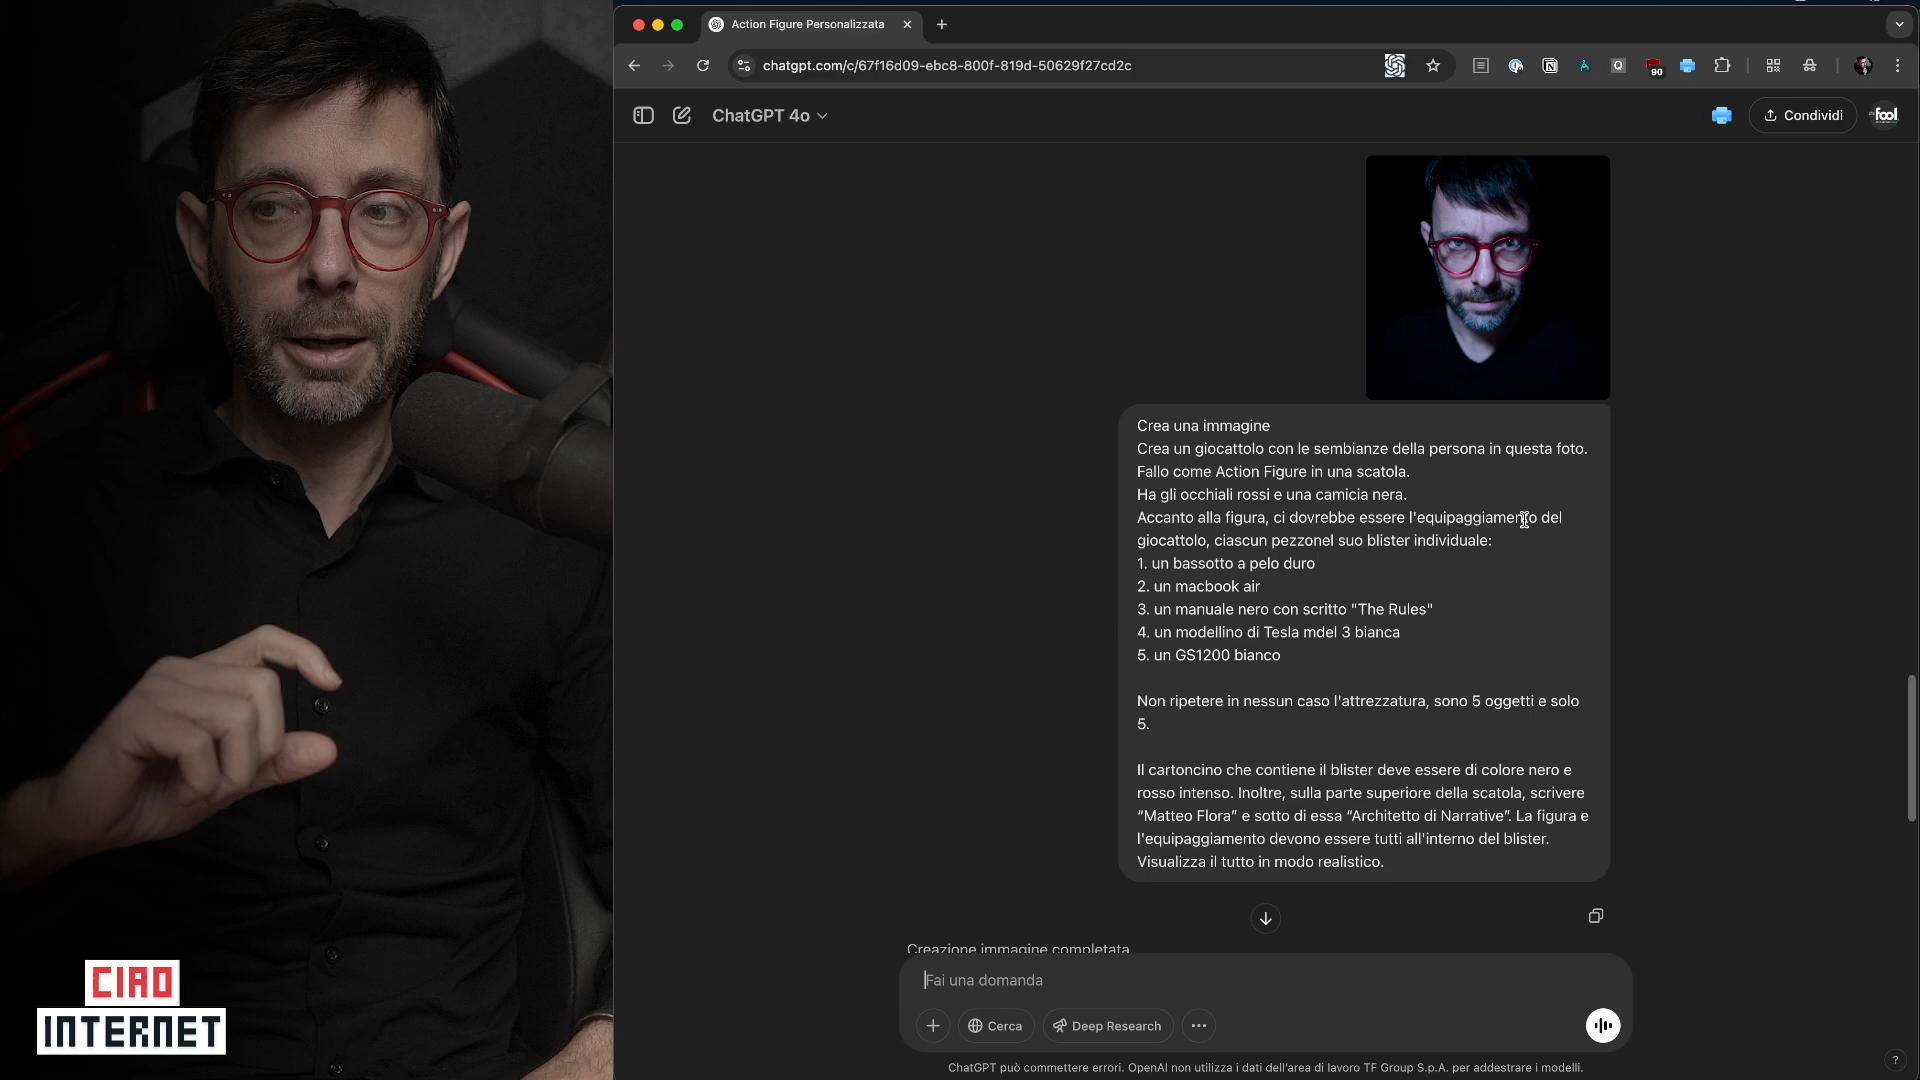 Action Figure Personalizzata
chatgpt.com/c/67f16d09-ebc8-800f-819d-50629f27cd2c
Q
90
ChatGPT 4o
Condividi
fool
Crea una immagine
Crea un giocattolo con le sembianze della persona in questa foto.
Fallo come Action Figure in una scatola.
Ha gli occhiali rossi e una camicia nera.
Accanto alla figura, ci dovrebbe essere l'equipaggiamento del
giocattolo, ciascun pezzonel suo blister individuale:
1. un bassotto a pelo duro
2. un macbook air
3. un manuale nero con scritto "The Rules"
4. un modellino di Tesla mdel 3 bianca
5. un GS1200 bianco
Non ripetere in nessun caso l'attrezzatura, sono 5 oggetti e solo
5.
Il cartoncino che contiene il blister deve essere di colore nero e
rosso intenso. Inoltre, sulla parte superiore della scatola, scrivere
“Matteo Flora” e sotto di essa “Architetto di Narrative”. La figura e
l'equipaggiamento devono essere tutti all'interno del blister.
Visualizza il tutto in modo realistico.
Creazione immagine completata
Fai una domanda
Cerca
Deep Research
ChatGPT può commettere errori. OpenAI non utilizza i dati dell'area di lavoro TF Group S.p.A. per addestrare i modelli.
?
CIAO
INTERNET